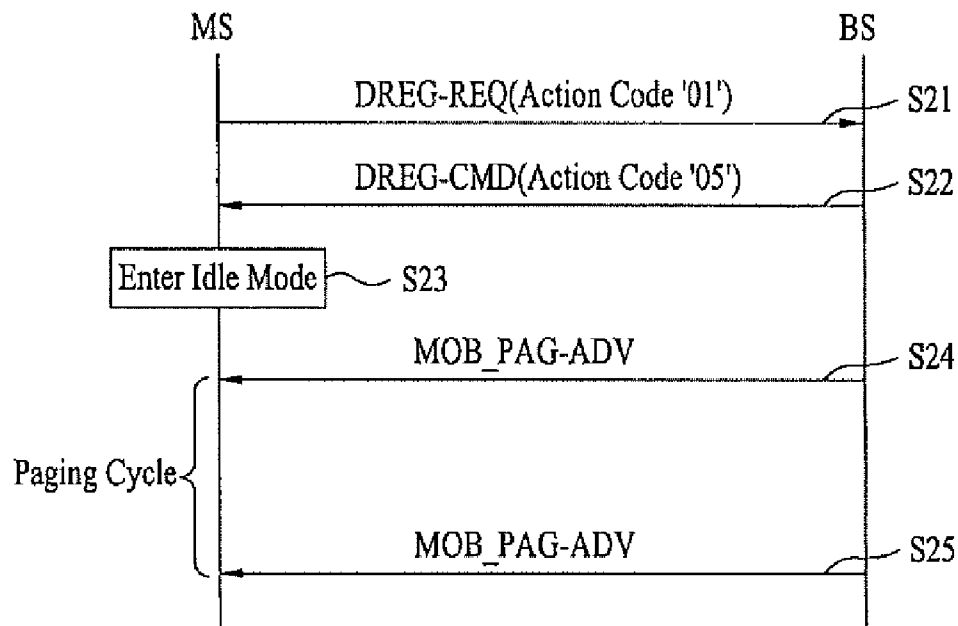 MS
BS
DREG-REQ(Action Code '01')
S21
DREG-CMD(Action Code '05')
S22
Enter Idle Mode
S23
MOB_PAG-ADV
S24
Paging Cycle
MOB_PAG-ADV
S25